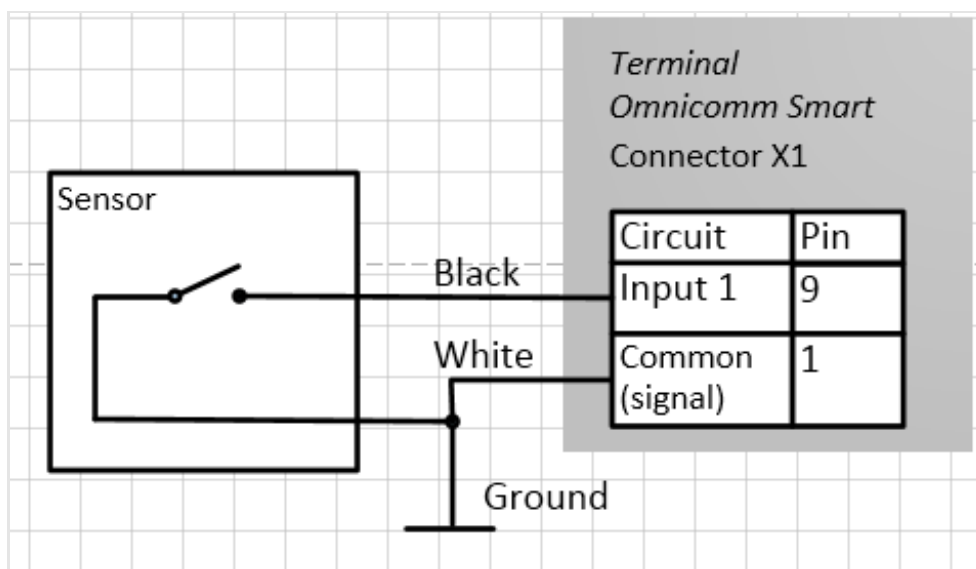 Terminal
Omnicomm Smart
Connector X1
Sensor
Circuit Pin
Black
Input 1 9
White
Common 1
(signal)
Ground